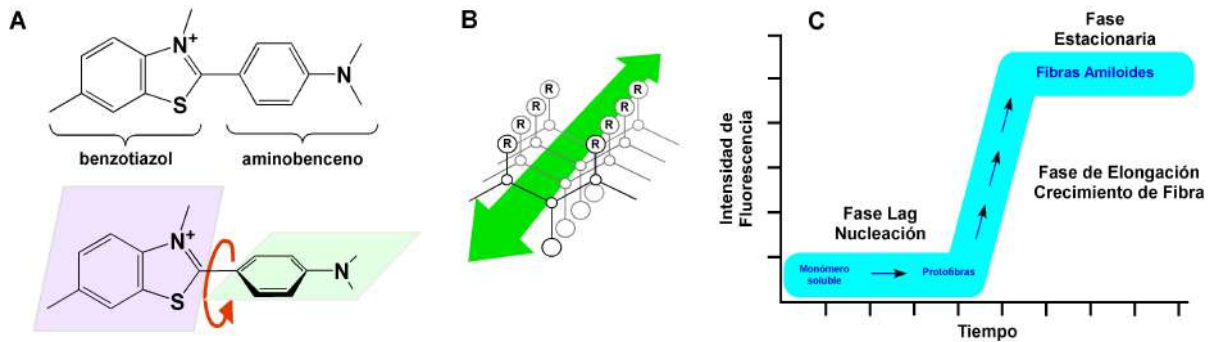 A
N+
S
N
benzotiazol
aminobenceno
N+
S
N
B
R
R
R
R
R
R
R
R
C
Fase
Estacionaria
Fibras Amiloides
Intensidad de
Fluorescencia
Fase de Elongación
Crecimiento de Fibra
Fase Lag
Nucleación
Monómero
soluble
Protofibras
Tiempo